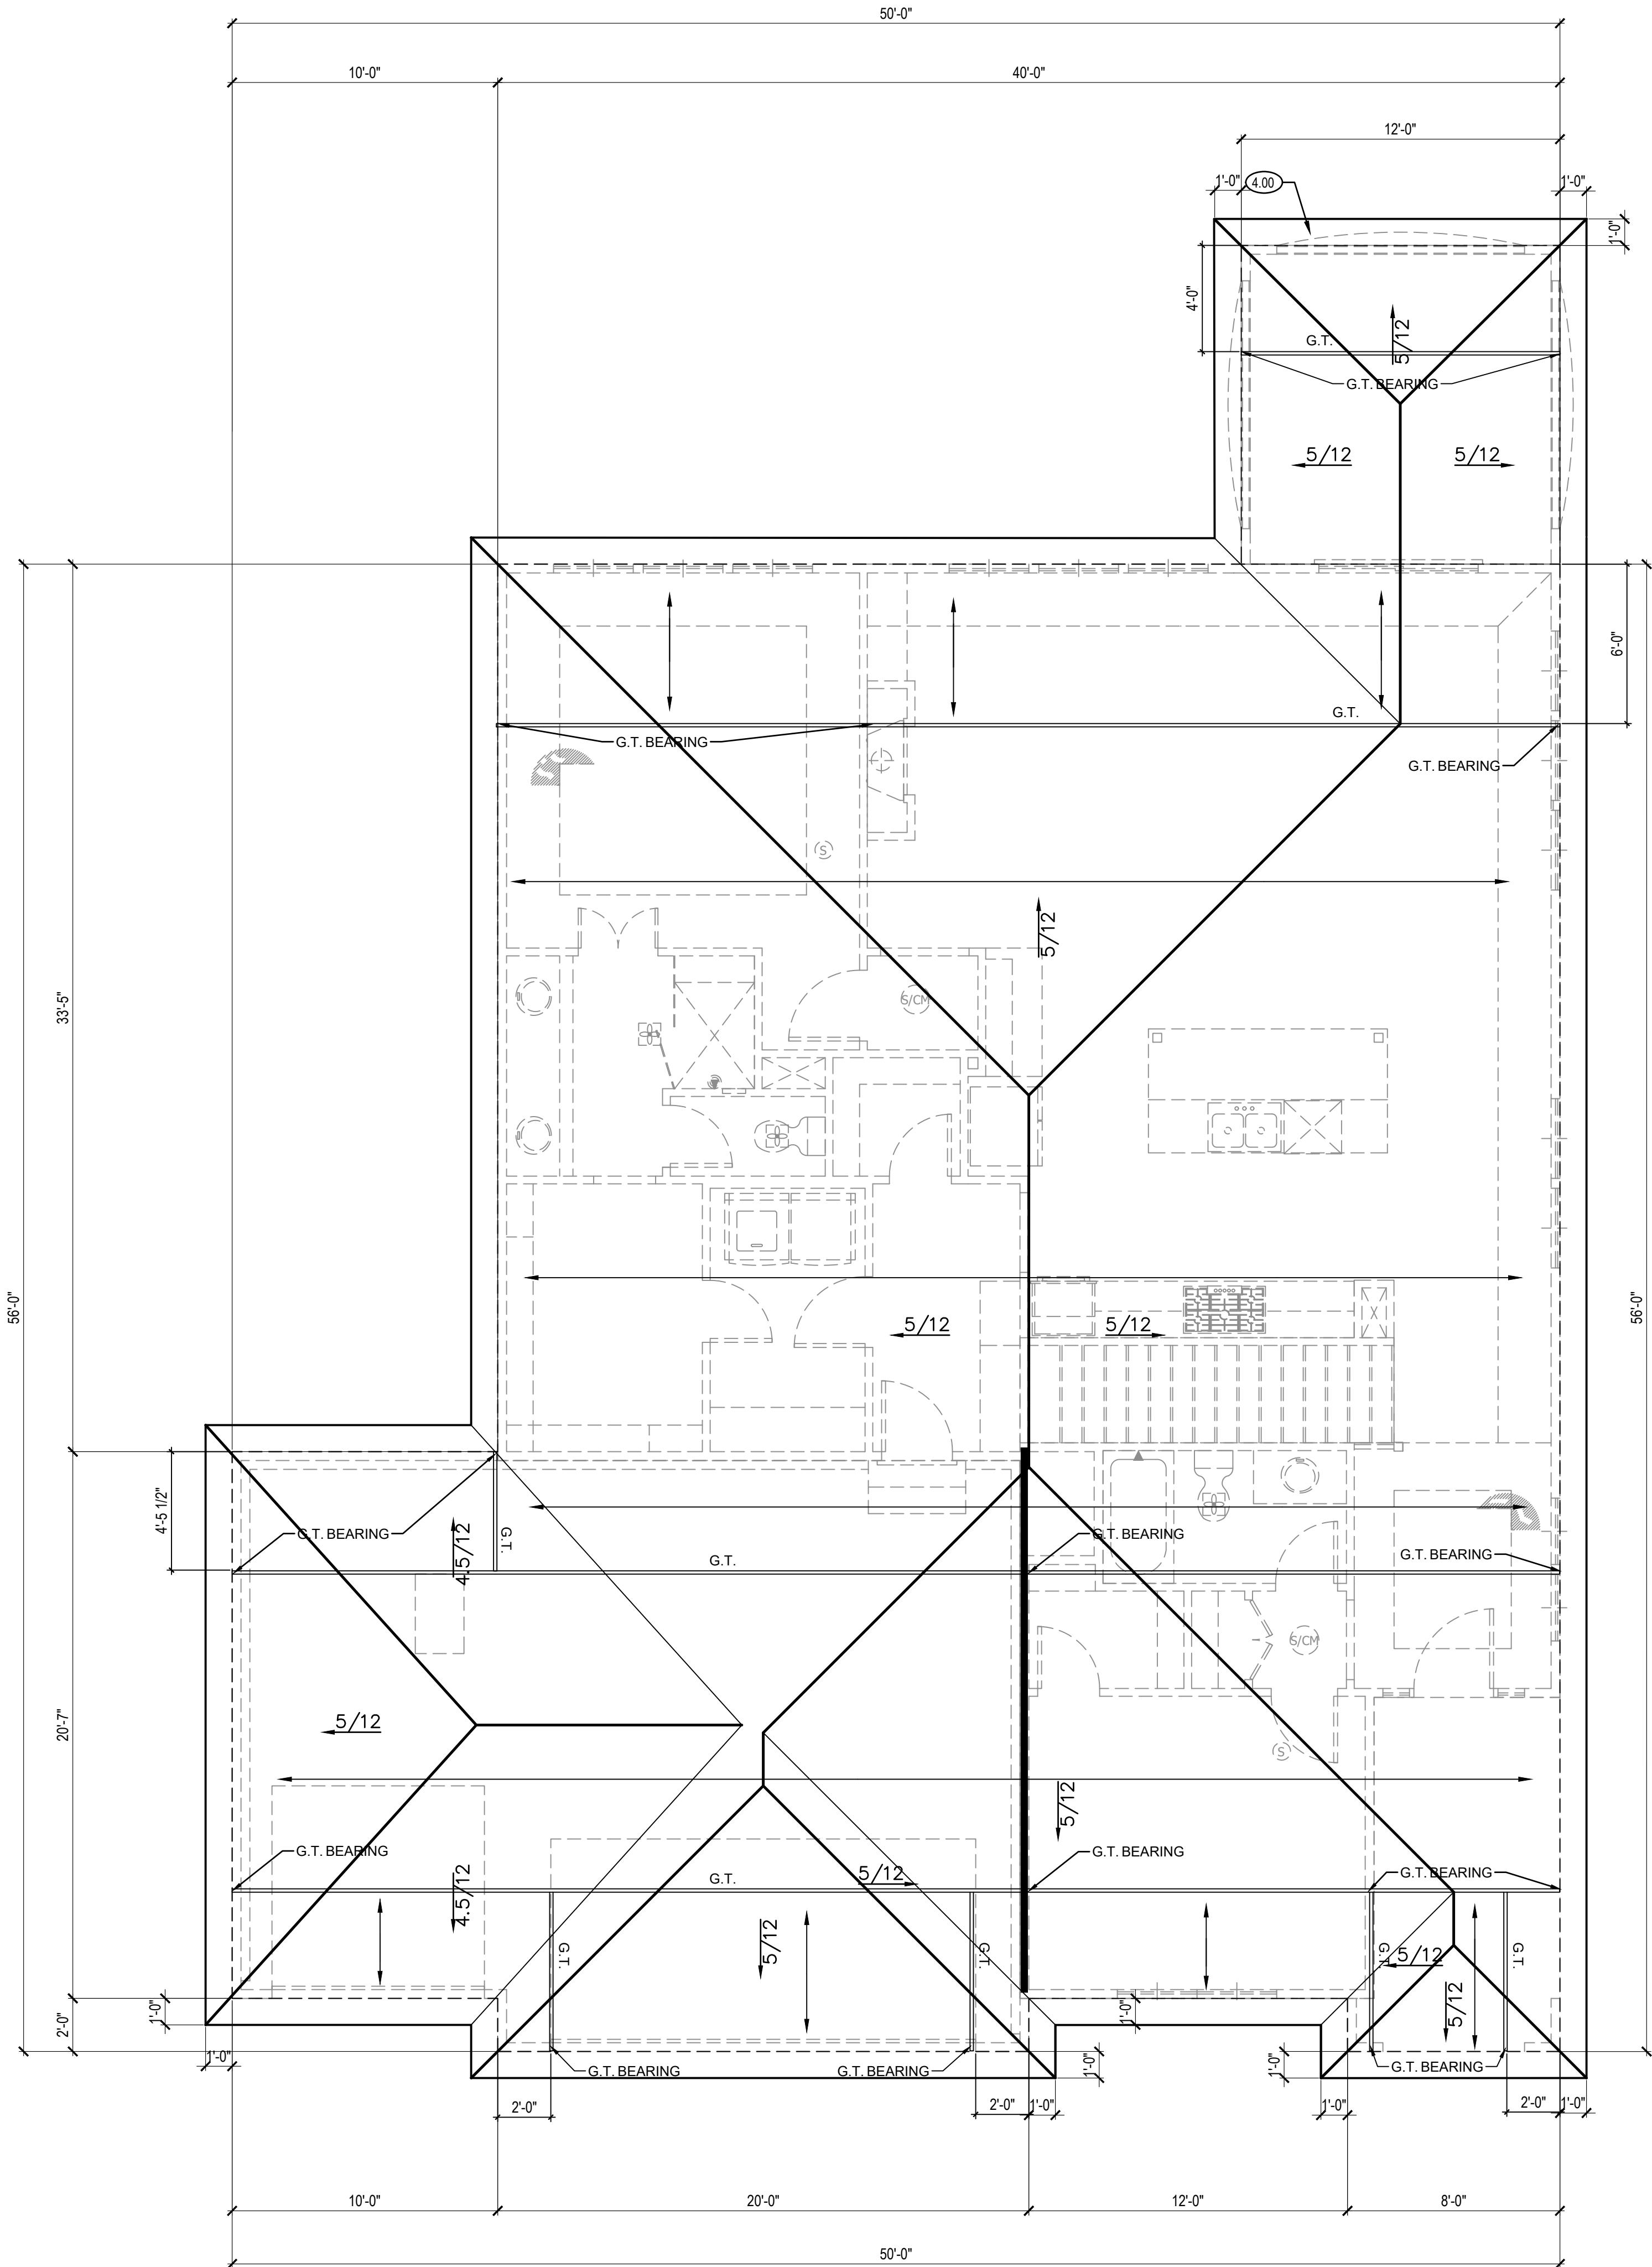 50'-0"
10'-0"
40'-0"
12'-0"
1'-0"
4.00
1'-0"
1'-0"
4'-0"
G.T.
5/12
G.T. BEARING
5/12
5/12
6'-0"
G.T.
G.T. BEARING
G.T. BEARING
S
5/12
S/CM
33'-5"
56'-0"
56'-0"
5/12
5/12
4'-5 1/2"
G.T. BEARING
4.5/12
G.T.
G.T.
G.T. BEARING
G.T. BEARING
S/CM
20'-7"
5/12
S
5/12
G.T. BEARING
G.T.
5/12
G.T. BEARING
G.T. BEARING
4.5/12
G.T.
5/12
G.T.
G.T.
5/12
G.T.
5/12
2'-0"
1'-0"
1'-0"
1'-0"
G.T. BEARING
G.T. BEARING
1'-0"
1'-0"
G.T. BEARING
2'-0"
2'-0"
1'-0"
1'-0"
2'-0"
1'-0"
10'-0"
20'-0"
12'-0"
8'-0"
50'-0"